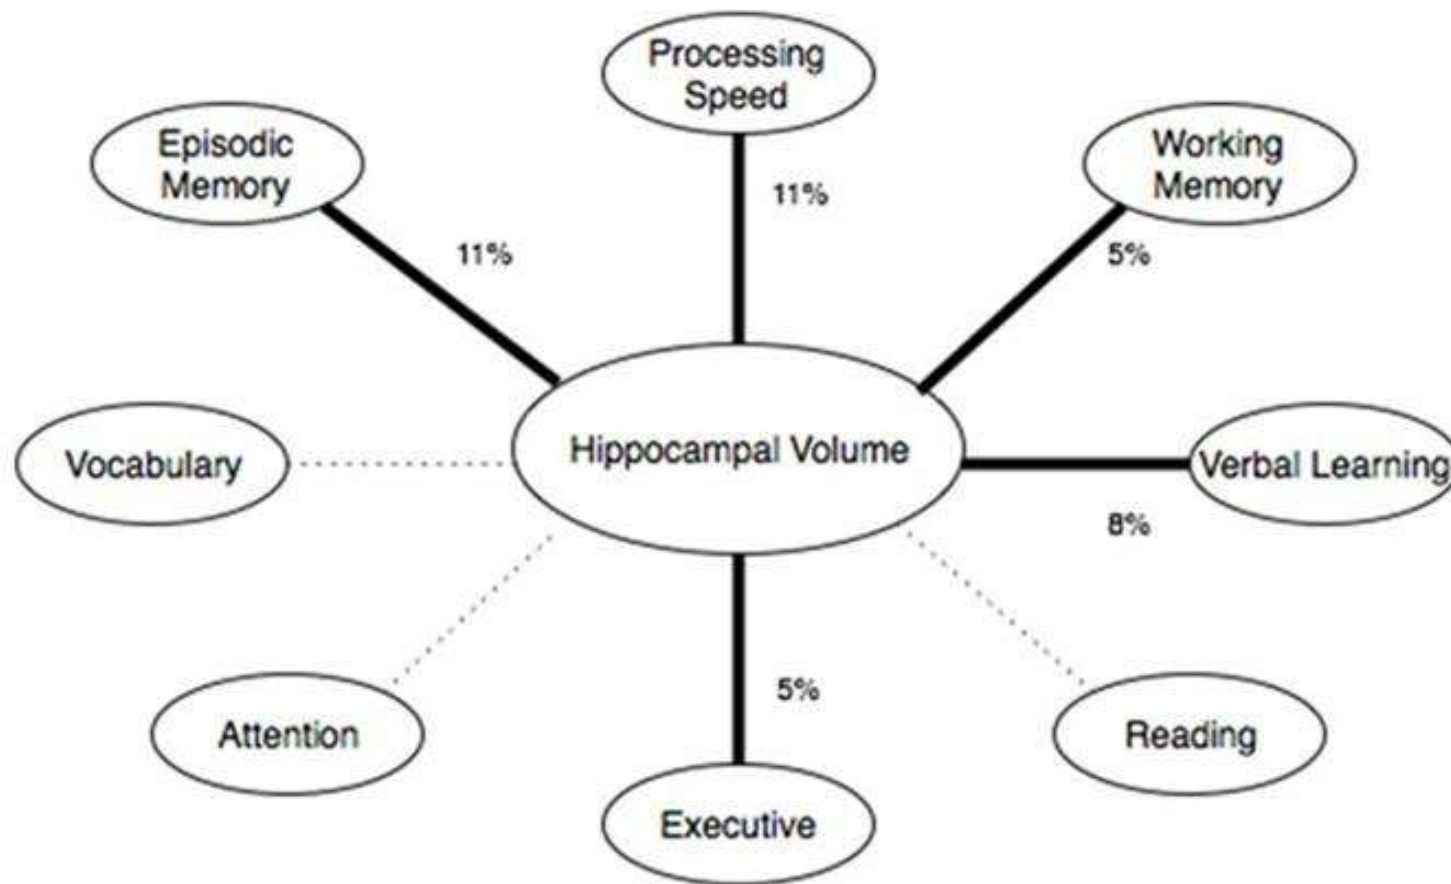 Processing
Speed
Episodic
Memory
Working
Memory
11%
11%
5%
Vocabulary
Hippocampal Volume
Verbal Learning
8%
5%
Attention
Reading
Executive